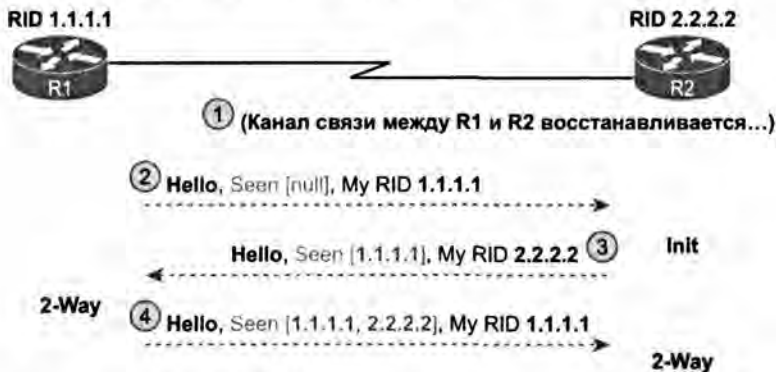 RID 1.1.1.1
RID 2.2.2.2
R1
R2
1 (Канал связи между R1 и R2 восстанавливается...)
2 Hello, Seen [null], My RID 1.1.1.1
Hello, Seen [1.1.1.1], My RID 2.2.2.2 3
Init
2-Way
4 Hello, Seen [1.1.1.1, 2.2.2.2], My RID 1.1.1.1
2-Way